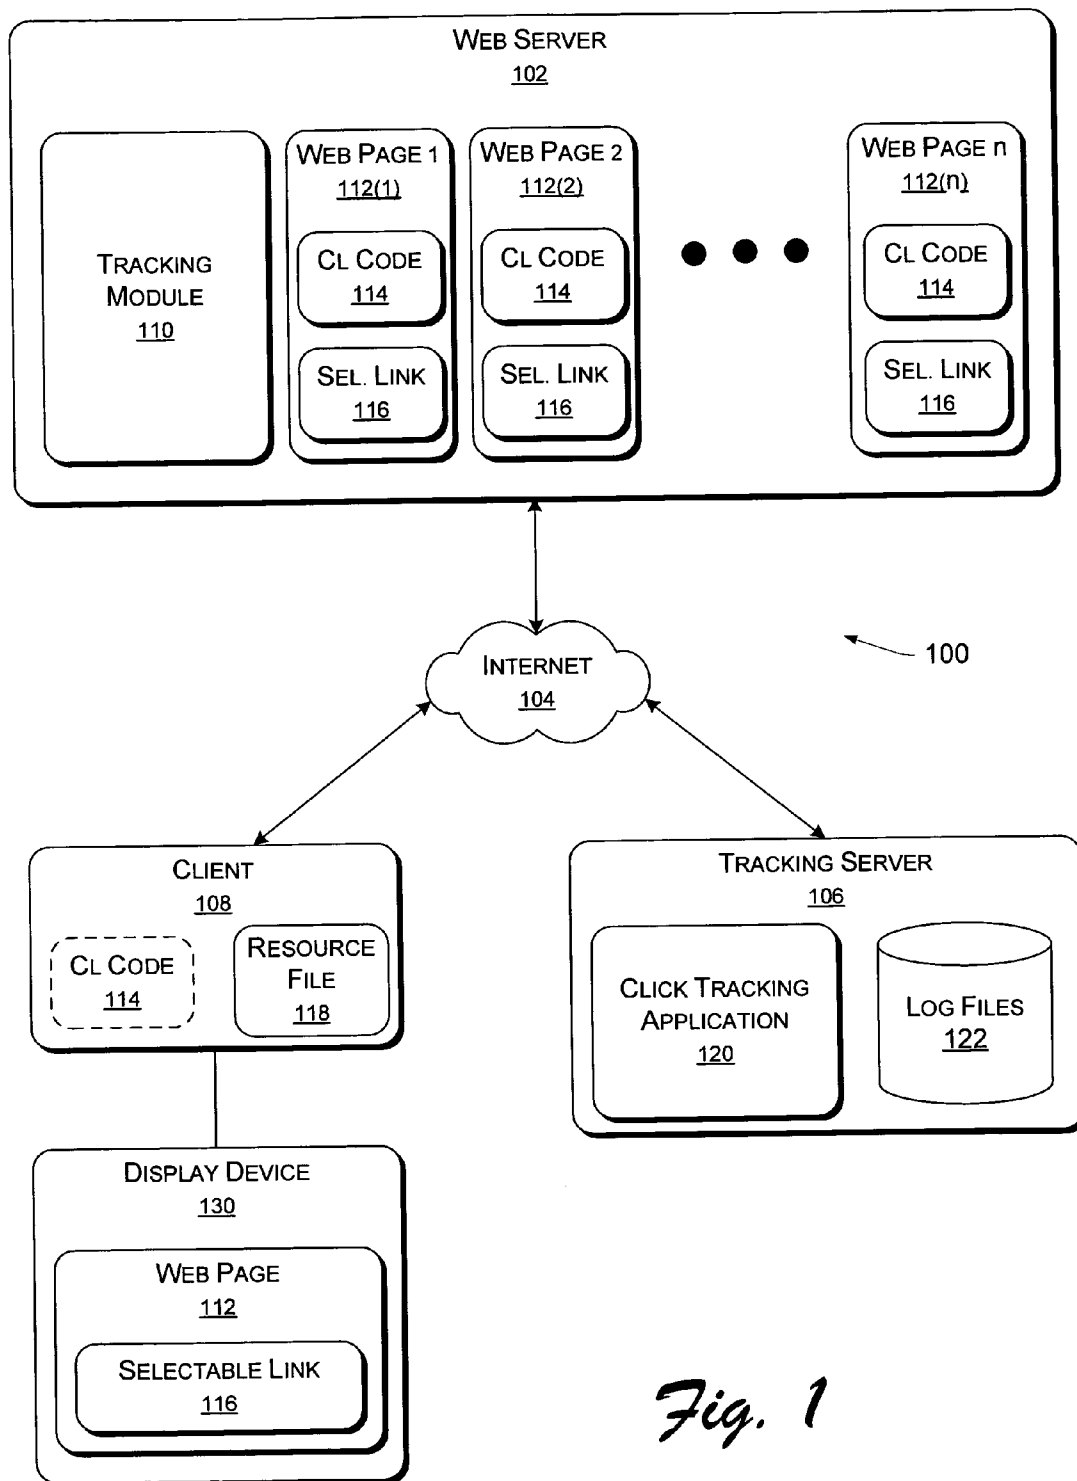 WEB SERVER
102
TRACKING
MODULE
110
WEB PAGE 1
112(1)
CL CODE
114
SEL. LINK
116
WEB PAGE 2
112(2)
CL CODE
114
SEL. LINK
116
WEB PAGE n
112(n)
CL CODE
114
SEL. LINK
116
INTERNET
104
100
CLIENT
108
CL CODE
114
RESOURCE
FILE
118
TRACKING SERVER
106
CLICK TRACKING
APPLICATION
120
LOG FILES
122
DISPLAY DEVICE
130
WEB PAGE
112
SELECTABLE LINK
116
Fig. 1